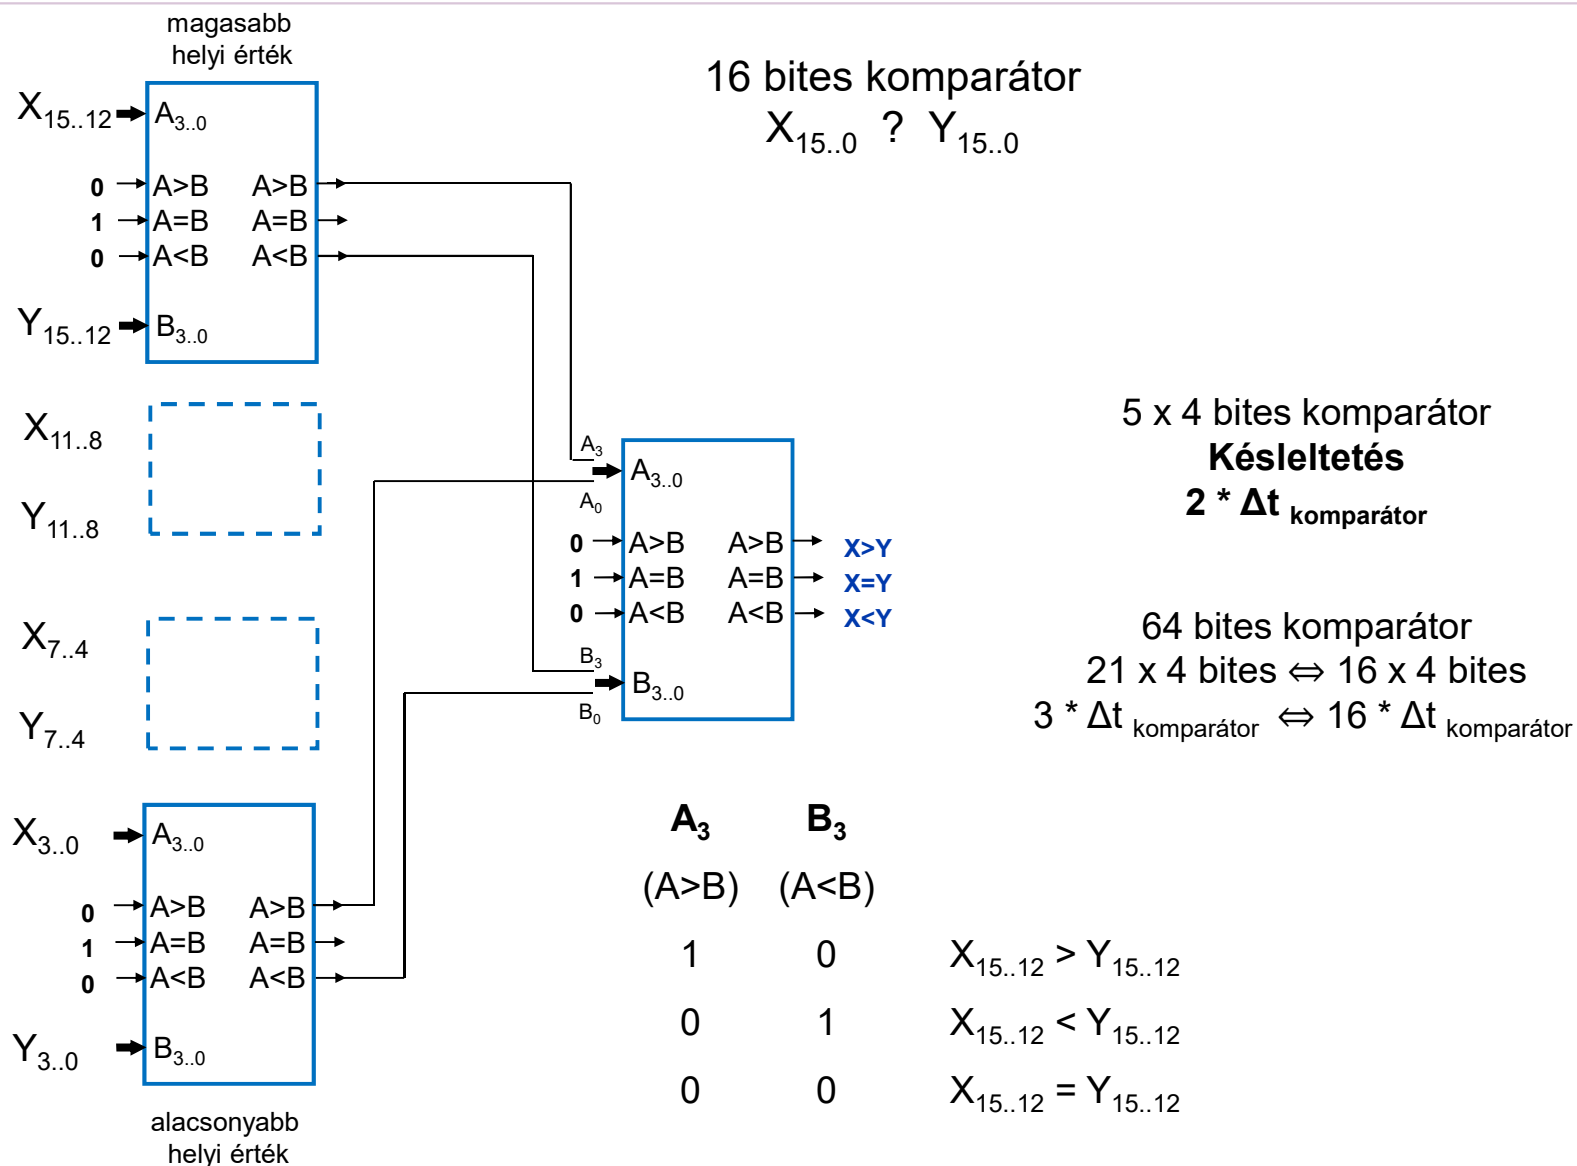 magasabb
helyi érték
16 bites komparátor
X15..0 ? Y15..0
X15..12
A3..0
0 A>B A>B
1 A=B A=B
0 A<B A<B
Y15..12
B3..0
X11..8
Y11..8
X7..4
Y7..4
X3..0
A3..0
0 A>B A>B
1 A=B A=B
0 A<B A<B
Y3..0
B3..0
alacsonyabb
helyi érték
A3
A3..0
A0
0 A>B A>B X>Y
1 A=B A=B X=Y
0 A<B A<B X<Y
B3
B3..0
B0
5 x 4 bites komparátor
Késleltetés
2 * Δt komparátor
64 bites komparátor
21 x 4 bites ⇔ 16 x 4 bites
3 * Δt komparátor ⇔ 16 * Δt komparátor
A3 B3
(A>B) (A<B)
1 0 X15..12 > Y15..12
0 1 X15..12 < Y15..12
0 0 X15..12 = Y15..12